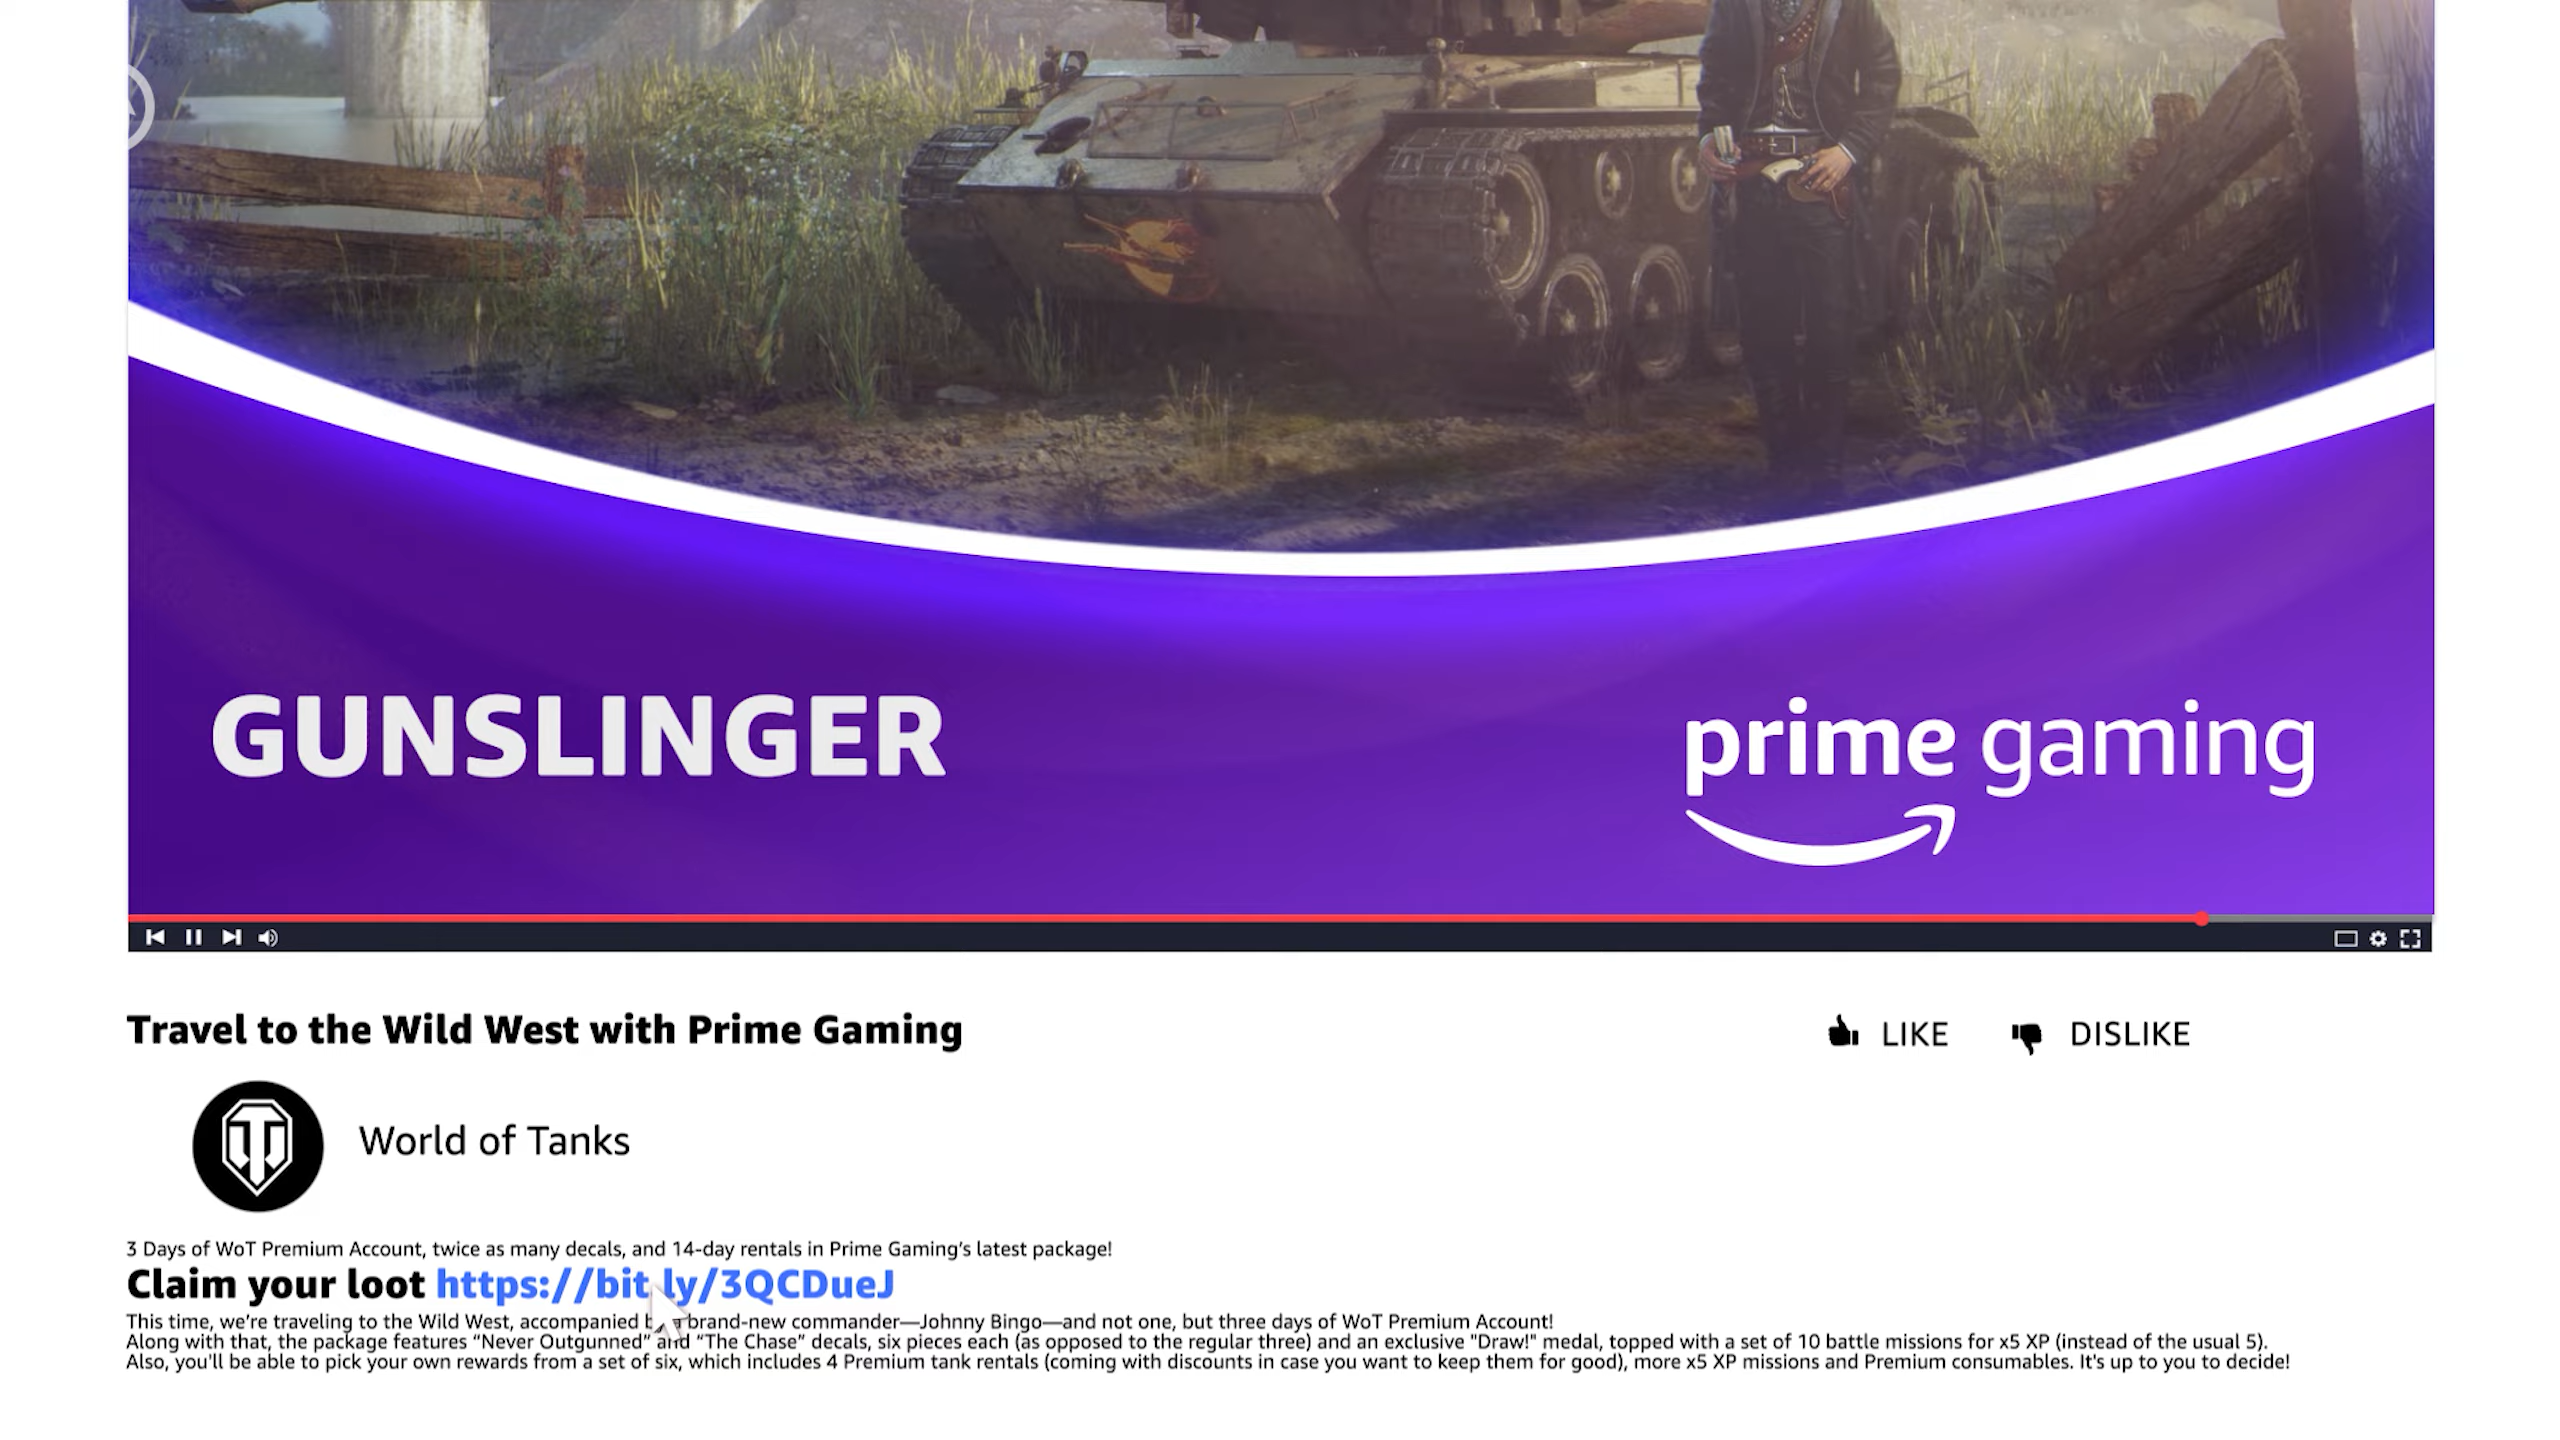 GUNSLINGER
prime gaming
Travel to the Wild West with Prime Gaming
LIKE
DISLIKE
World of Tanks
3 Days of WoT Premium Account, twice as many decals, and 14-day rentals in Prime Gaming’s latest package!
Claim your loot https://bit.ly/3QCDueJ
This time, we’re traveling to the Wild West, accompanied brand-new commander—Johnny Bingo—and not one, but three days of WoT Premium Account!
Along with that, the package features “Never Outgunned” and “The Chase” decals, six pieces each (as opposed to the regular three) and an exclusive "Draw!" medal, topped with a set of 10 battle missions for x5 XP (instead of the usual 5).
Also, you'll be able to pick your own rewards from a set of six, which includes 4 Premium tank rentals (coming with discounts in case you want to keep them for good), more x5 XP missions and Premium consumables. It's up to you to decide!